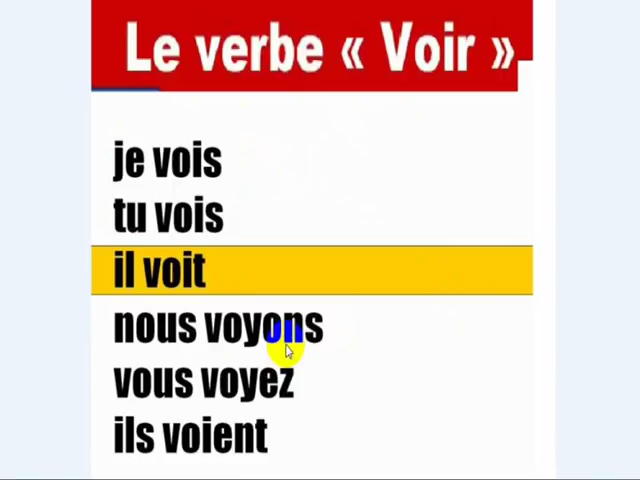 Le verbe « Voir »
je vois
tu vois
il voit
nous voyons
vous voyez
ils voient